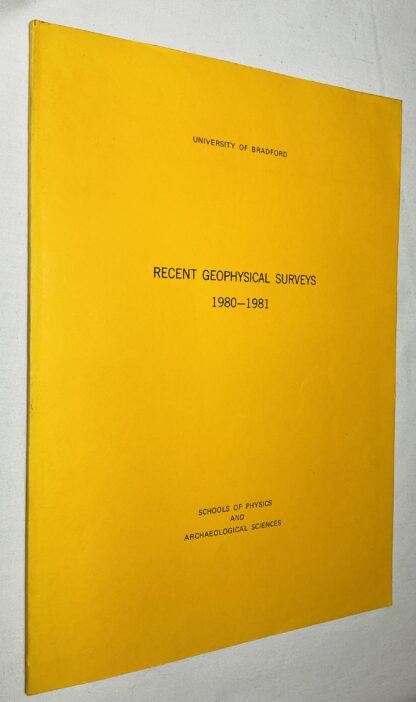 UNIVERSITY OF BRADFORD
RECENT GEOPHYSICAL SURVEYS
1980—1981
SCHOOLS OF PHYSICS
AND
ARCHAEOLOGICAL SCIENCES